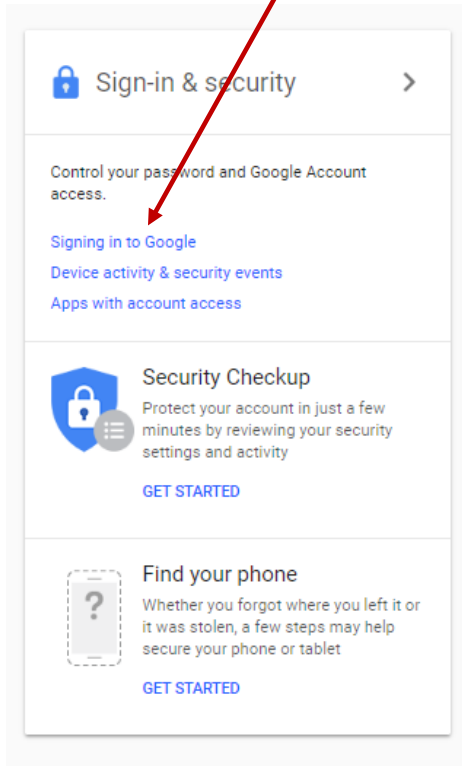 Sign-in & security
Control your password and Google Account
access.
Signing in to Google
Device activity & security events
Apps with account access
Security Checkup
Protect your account in just a few
minutes by reviewing your security
settings and activity
GET STARTED
Find your phone
Whether you forgot where you left it or
it was stolen, a few steps may help
secure your phone or tablet
GET STARTED